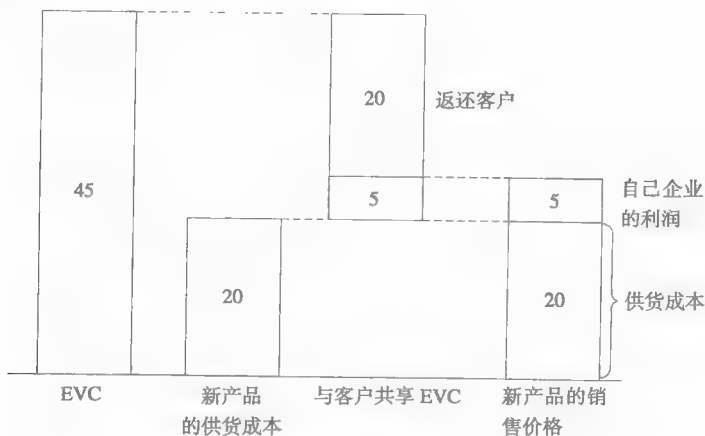 20
返还客户
45
5
5
自己企业
的利润
20
20
供货成本
EVC
新产品
的供货成本
与客户共享 EVC
新产品的销
售价格